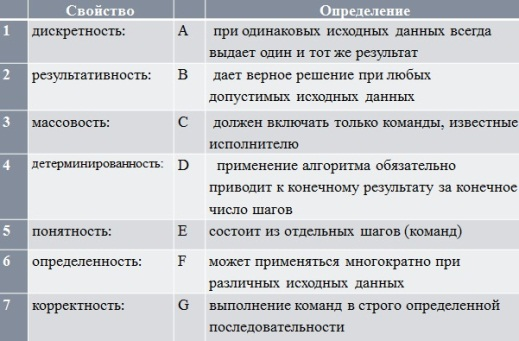 Свойство Определение
1 дискретность: A при одинаковых исходных данных всегда
выдает один и тот же результат
2 результативность: B дает верное решение при любых
допустимых исходных данных
3 массовость: C должен включать только команды, известные
исполнителю
4 детерминированность: D применение алгоритма обязательно
приводит к конечному результату за конечное
число шагов
5 понятность: E состоит из отдельных шагов (команд)
6 определенность: F может применяться многократно при
различных исходных данных
7 корректность: G выполнение команд в строго определенной
последовательности